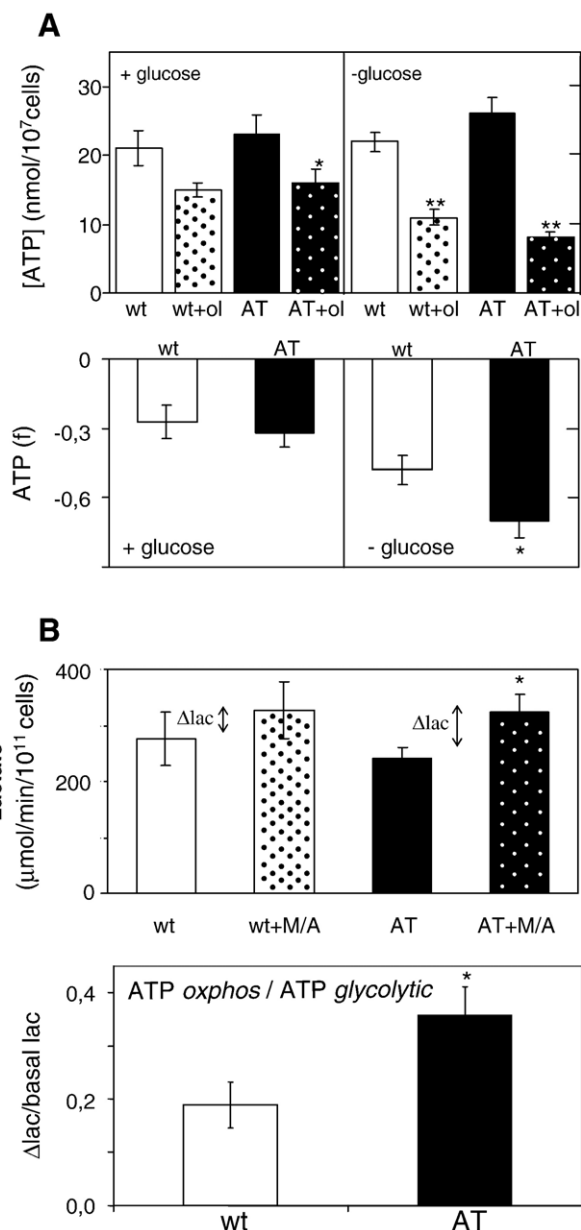 A
+ glucose
-glucose
[ATP] (nmol/10⁷cells)
30
20
10
0
*
**
**
wt wt+ol AT AT+ol wt wt+ol AT AT+ol
wt AT wt AT
ATP (f)
0
-0,3
-0,6
+ glucose
- glucose
*
B
(μmol/min/10¹¹ cells)
400
200
0
Δlac
Δlac
*
wt wt+M/A AT AT+M/A
ATP oxphos / ATP glycolytic
*
Δlac/basal lac
0,4
0,2
0,0
wt AT